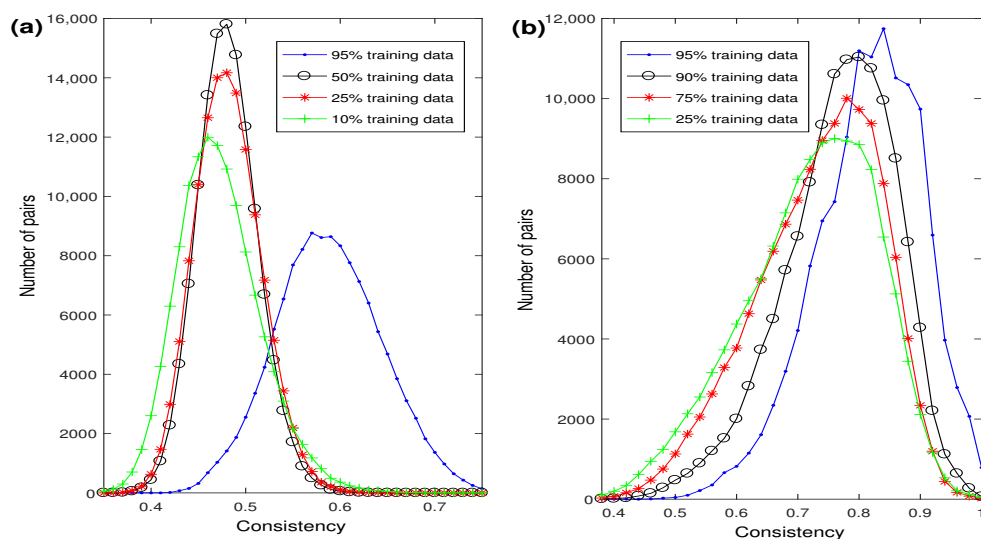 (a)
16,000
14,000
12,000
10,000
8000
6000
4000
2000
0
Number of pairs
95% training data
50% training data
25% training data
10% training data
0.4
0.5
0.6
0.7
Consistency
(b)
12,000
10,000
8000
6000
4000
2000
0
Number of pairs
95% training data
90% training data
75% training data
25% training data
0.4
0.5
0.6
0.7
0.8
0.9
1
Consistency